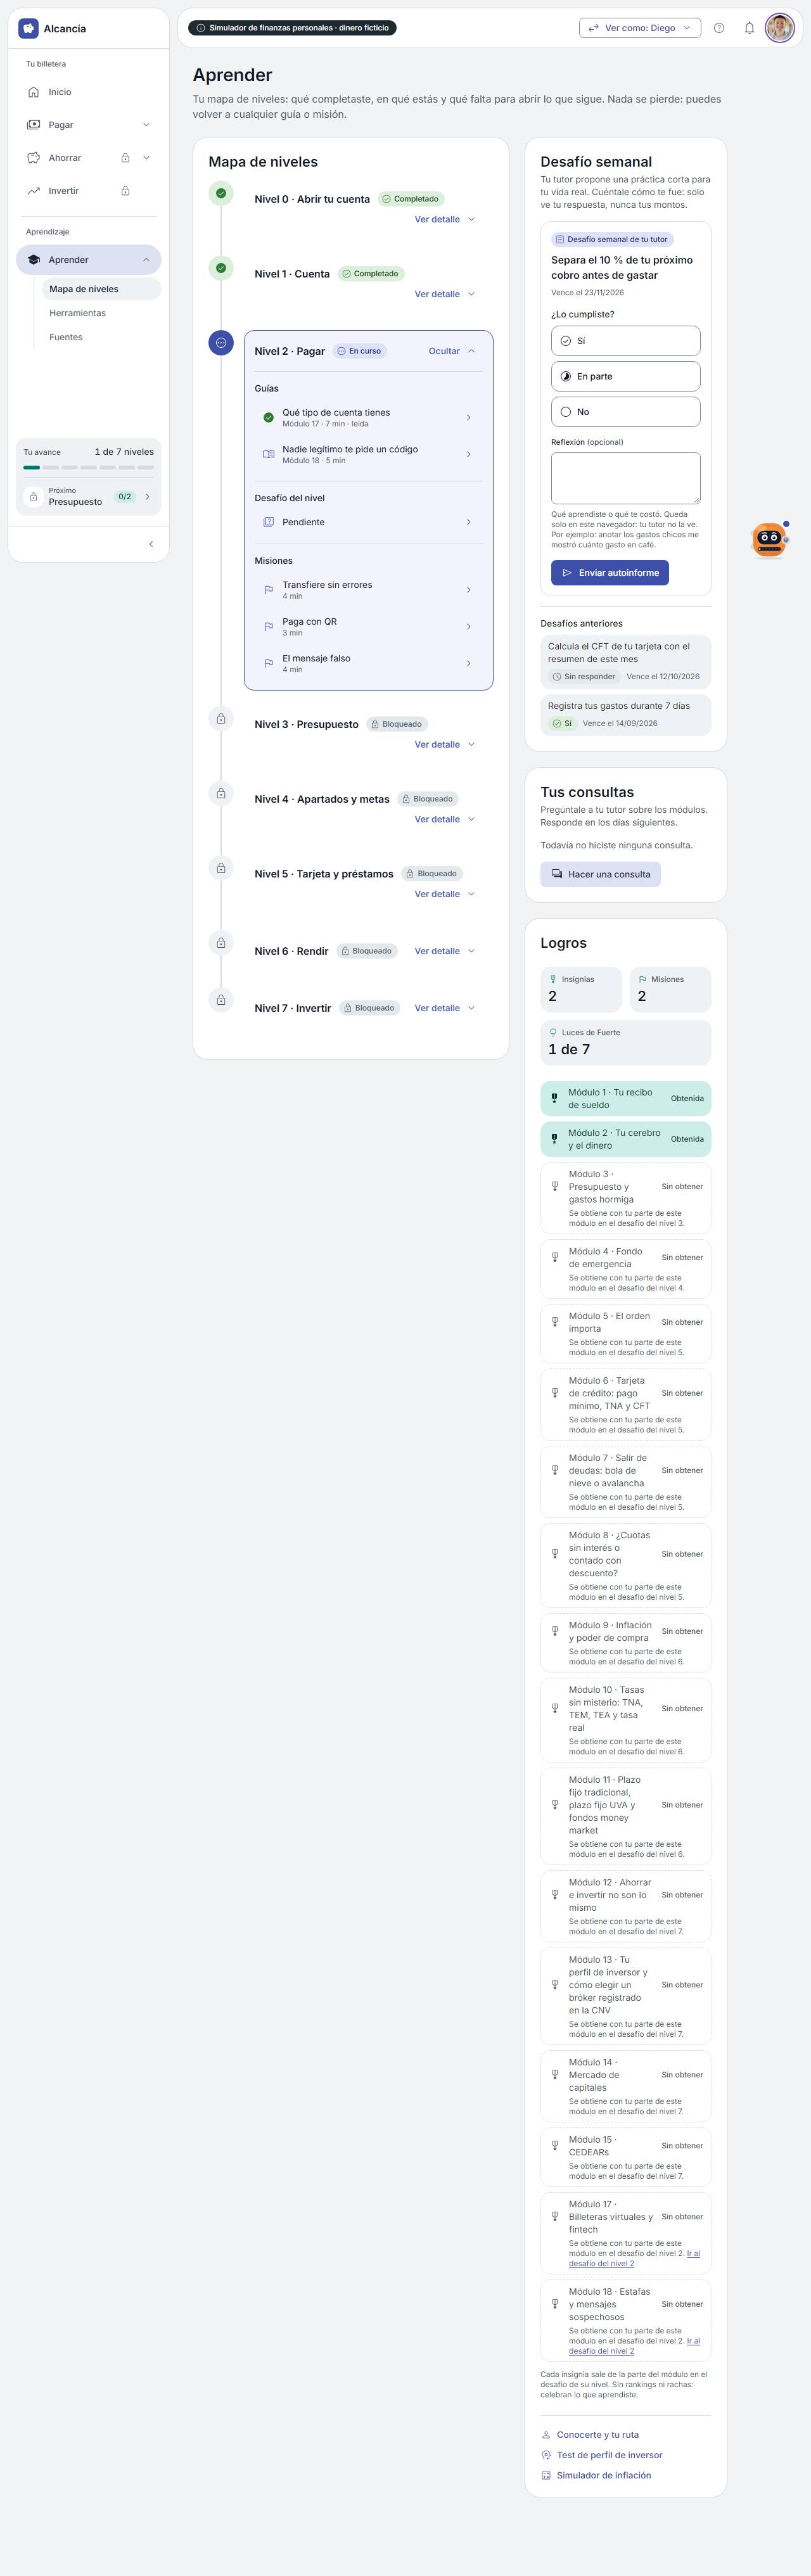 Alcancía
Tu billetera
Inicio
Pagar
Ahorrar
Invertir
Aprendizaje
Aprender
Mapa de niveles
Herramientas
Fuentes
Tu avance
1 de 7 niveles
Próximo
Presupuesto
0/2
Simulador de finanzas personales · dinero ficticio
Ver como: Diego
Aprender
Tu mapa de niveles: qué completaste, en qué estás y qué falta para abrir lo que sigue. Nada se pierde: puedes
volver a cualquier guía o misión.
Mapa de niveles
Nivel 0 · Abrir tu cuenta
Completado
Ver detalle
Nivel 1 · Cuenta
Completado
Ver detalle
Nivel 2 · Pagar
En curso
Ocultar
Guías
Qué tipo de cuenta tienes
Módulo 17 · 7 min · leída
Nadie legítimo te pide un código
Módulo 18 · 5 min
Desafío del nivel
Pendiente
Misiones
Transfiere sin errores
4 min
Paga con QR
3 min
El mensaje falso
4 min
Nivel 3 · Presupuesto
Bloqueado
Ver detalle
Nivel 4 · Apartados y metas
Bloqueado
Ver detalle
Nivel 5 · Tarjeta y préstamos
Bloqueado
Ver detalle
Nivel 6 · Rendir
Bloqueado
Ver detalle
Nivel 7 · Invertir
Bloqueado
Ver detalle
Desafío semanal
Tu tutor propone una práctica corta para
tu vida real. Cuéntale cómo te fue: solo
ve tu respuesta, nunca tus montos.
Desafío semanal de tu tutor
Separa el 10 % de tu próximo
cobro antes de gastar
Vence el 23/11/2026
¿Lo cumpliste?
Sí
En parte
No
Reflexión (opcional)
Qué aprendiste o qué te costó. Queda
solo en este navegador: tu tutor no la ve.
Por ejemplo: anotar los gastos chicos me
mostró cuánto gasto en café.
Enviar autoinforme
Desafíos anteriores
Calcula el CFT de tu tarjeta con el
resumen de este mes
Sin responder
Vence el 12/10/2026
Registra tus gastos durante 7 días
Sí
Vence el 14/09/2026
Tus consultas
Pregúntale a tu tutor sobre los módulos.
Responde en los días siguientes.
Todavía no hiciste ninguna consulta.
Hacer una consulta
Logros
Insignias
2
Misiones
2
Luces de Fuerte
1 de 7
Módulo 1 · Tu recibo
de sueldo
Obtenida
Módulo 2 · Tu cerebro
y el dinero
Obtenida
Módulo 3 ·
Presupuesto y
gastos hormiga
Sin obtener
Se obtiene con tu parte de este
módulo en el desafío del nivel 3.
Módulo 4 · Fondo
de emergencia
Sin obtener
Se obtiene con tu parte de este
módulo en el desafío del nivel 4.
Módulo 5 · El orden
importa
Sin obtener
Se obtiene con tu parte de este
módulo en el desafío del nivel 5.
Módulo 6 · Tarjeta
de crédito: pago
mínimo, TNA y CFT
Sin obtener
Se obtiene con tu parte de este
módulo en el desafío del nivel 5.
Módulo 7 · Salir de
deudas: bola de
nieve o avalancha
Sin obtener
Se obtiene con tu parte de este
módulo en el desafío del nivel 5.
Módulo 8 · ¿Cuotas
sin interés o
contado con
descuento?
Sin obtener
Se obtiene con tu parte de este
módulo en el desafío del nivel 5.
Módulo 9 · Inflación
y poder de compra
Sin obtener
Se obtiene con tu parte de este
módulo en el desafío del nivel 6.
Módulo 10 · Tasas
sin misterio: TNA,
TEM, TEA y tasa
real
Sin obtener
Se obtiene con tu parte de este
módulo en el desafío del nivel 6.
Módulo 11 · Plazo
fijo tradicional,
plazo fijo UVA y
fondos money
market
Sin obtener
Se obtiene con tu parte de este
módulo en el desafío del nivel 6.
Módulo 12 · Ahorrar
e invertir no son lo
mismo
Sin obtener
Se obtiene con tu parte de este
módulo en el desafío del nivel 7.
Módulo 13 · Tu
perfil de inversor y
cómo elegir un
bróker registrado
en la CNV
Sin obtener
Se obtiene con tu parte de este
módulo en el desafío del nivel 7.
Módulo 14 ·
Mercado de
capitales
Sin obtener
Se obtiene con tu parte de este
módulo en el desafío del nivel 7.
Módulo 15 ·
CEDEARs
Sin obtener
Se obtiene con tu parte de este
módulo en el desafío del nivel 7.
Módulo 17 ·
Billeteras virtuales y
fintech
Sin obtener
Se obtiene con tu parte de este
módulo en el desafío del nivel 2. Ir al
desafío del nivel 2
Módulo 18 · Estafas
y mensajes
sospechosos
Sin obtener
Se obtiene con tu parte de este
módulo en el desafío del nivel 2. Ir al
desafío del nivel 2
Cada insignia sale de la parte del módulo en el
desafío de su nivel. Sin rankings ni rachas:
celebran lo que aprendiste.
Conocerte y tu ruta
Test de perfil de inversor
Simulador de inflación